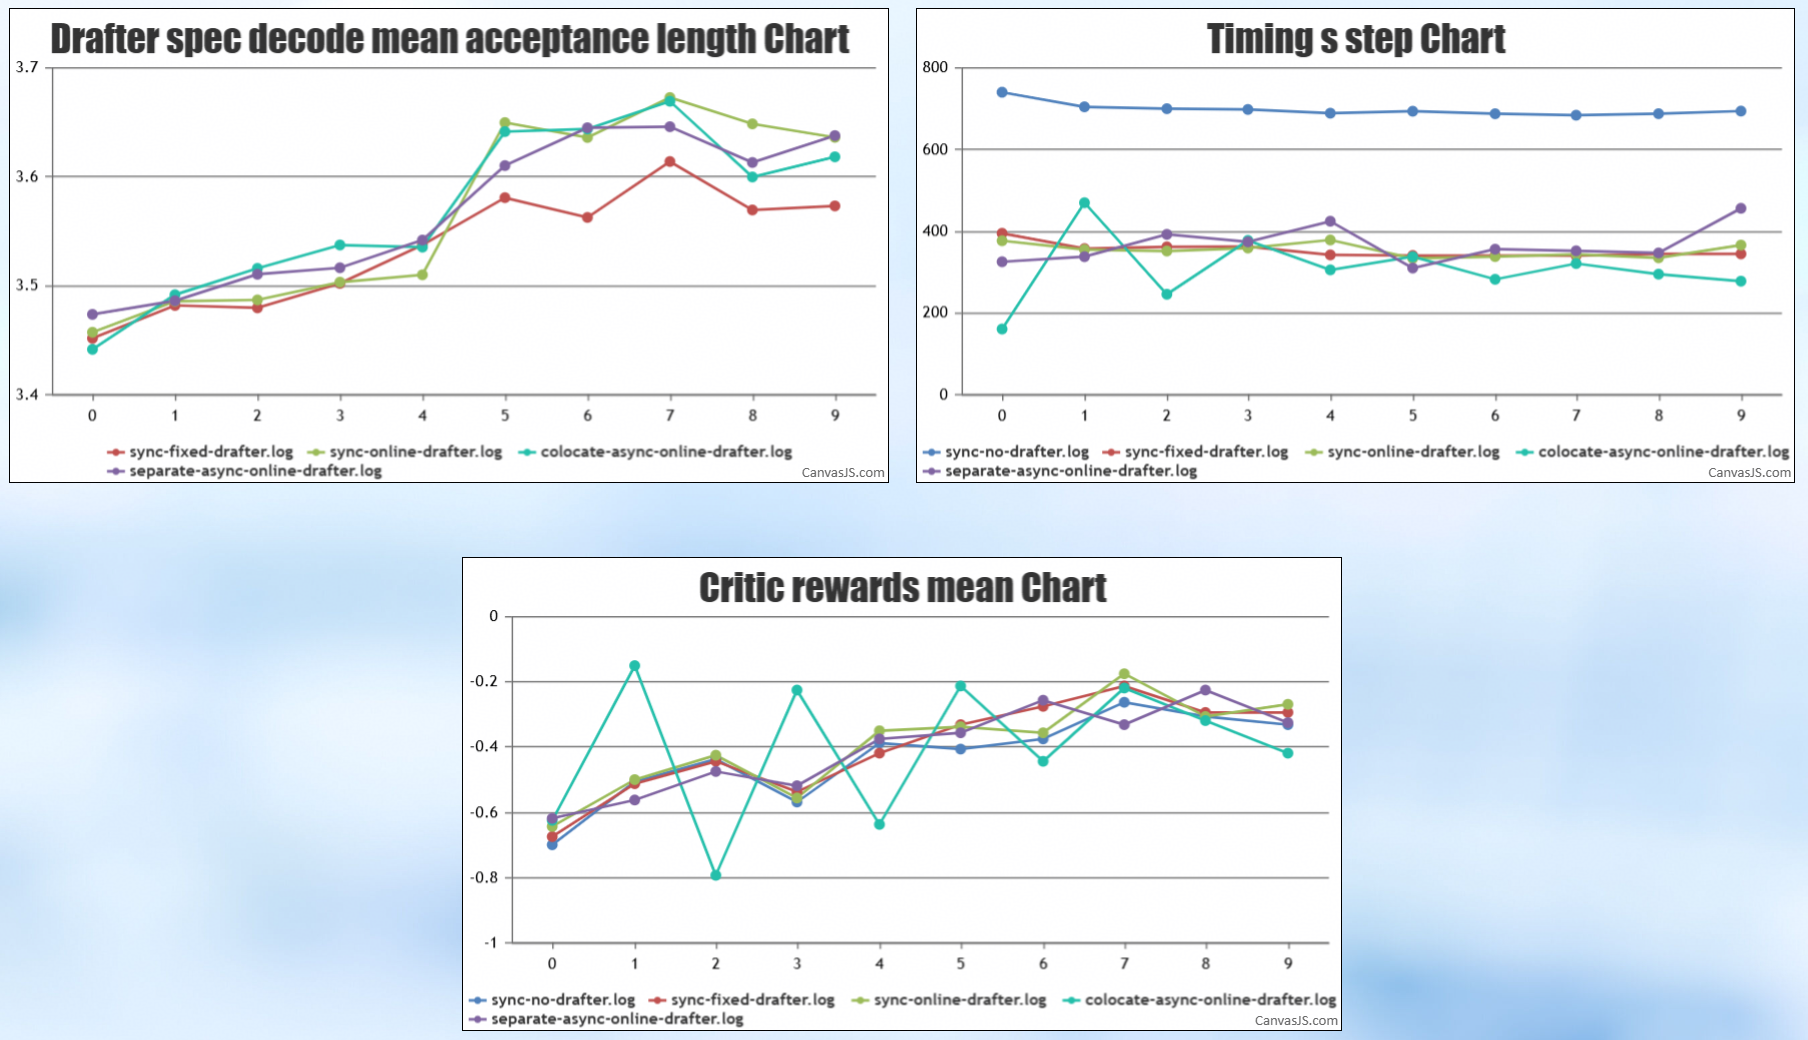 Drafter spec decode mean acceptance length Chart
3.7
3.6
3.5
3.4
0 1 2 3 4 5 6 7 8 9
sync-fixed-drafter.log sync-online-drafter.log colocate-async-online-drafter.log
separate-async-online-drafter.log
CanvasJS.com
Timing s step Chart
800
600
400
200
0
0 1 2 3 4 5 6 7 8 9
sync-no-drafter.log sync-fixed-drafter.log sync-online-drafter.log colocate-async-online-drafter.log
separate-async-online-drafter.log
CanvasJS.com
Critic rewards mean Chart
0
-0.2
-0.4
-0.6
-0.8
-1
0 1 2 3 4 5 6 7 8 9
sync-no-drafter.log sync-fixed-drafter.log sync-online-drafter.log colocate-async-online-drafter.log
separate-async-online-drafter.log
CanvasJS.com